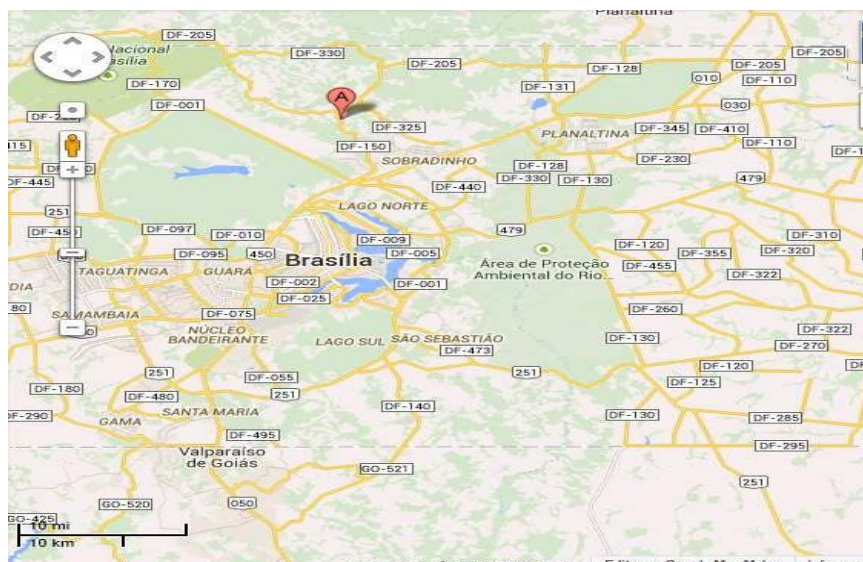 Planaltina
DF-205
DF-330
DF-205
DF-128
DF-205
DF-205
Nacional
DF-170
DF-131
010
DF-110
DF-001
030
A
DF-325
PLANALTINA
DF-345
DF-410
DF-150
DF-110
SOBRADINHO
DF-128
DF-230
DF-445
DF-440
DF-330
DF-130
479
LAGO NORTE
251
DF-097
DF-010
479
DF-310
DF-009
DF-120
DF-320
DF-095
450
Brasília
DF-005
DF-355
Área de Proteção
Ambiental do Rio...
DF-455
TAGUATINGA
GUARÁ
DF-322
DF-002
DF-001
DF-025
DF-260
SAMAMBAIA
DF-075
NÚCLEO
BANDEIRANTE
DF-322
LAGO SUL
SÃO SEBASTIÃO
DF-130
DF-270
DF-473
DF-120
251
251
DF-055
DF-125
DF-180
DF-480
251
DF-290
SANTA MARIA
DF-140
DF-130
DF-285
GAMA
DF-495
DF-295
Valparaíso
de Goiás
GO-521
251
GO-520
050
GO-425
10 mi
10 km